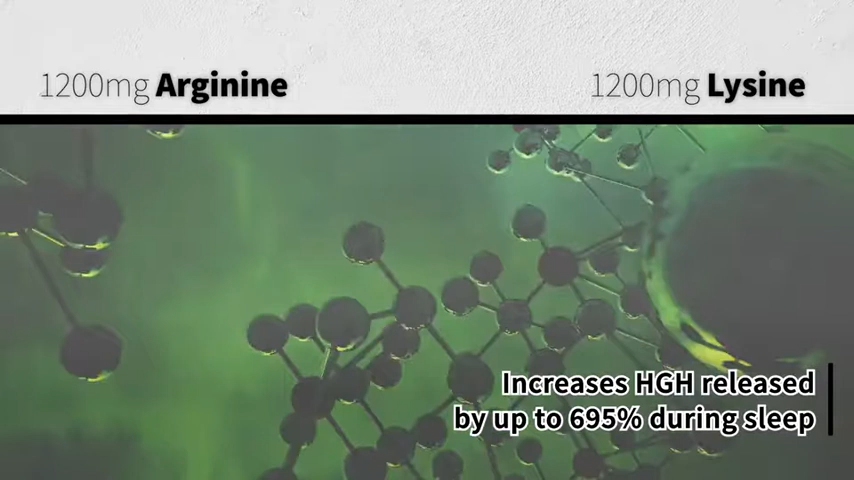 1200mg Arginine
1200mg Lysine
Increases HGH released
by up to 695% during sleep